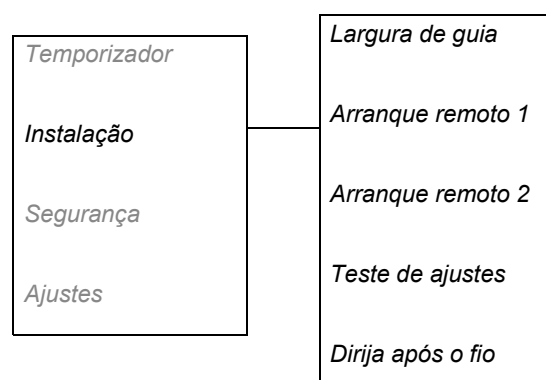 Temporizador
Instalação
Segurança
Ajustes
Largura de guia
Arranque remoto 1
Arranque remoto 2
Teste de ajustes
Dirija após o fio